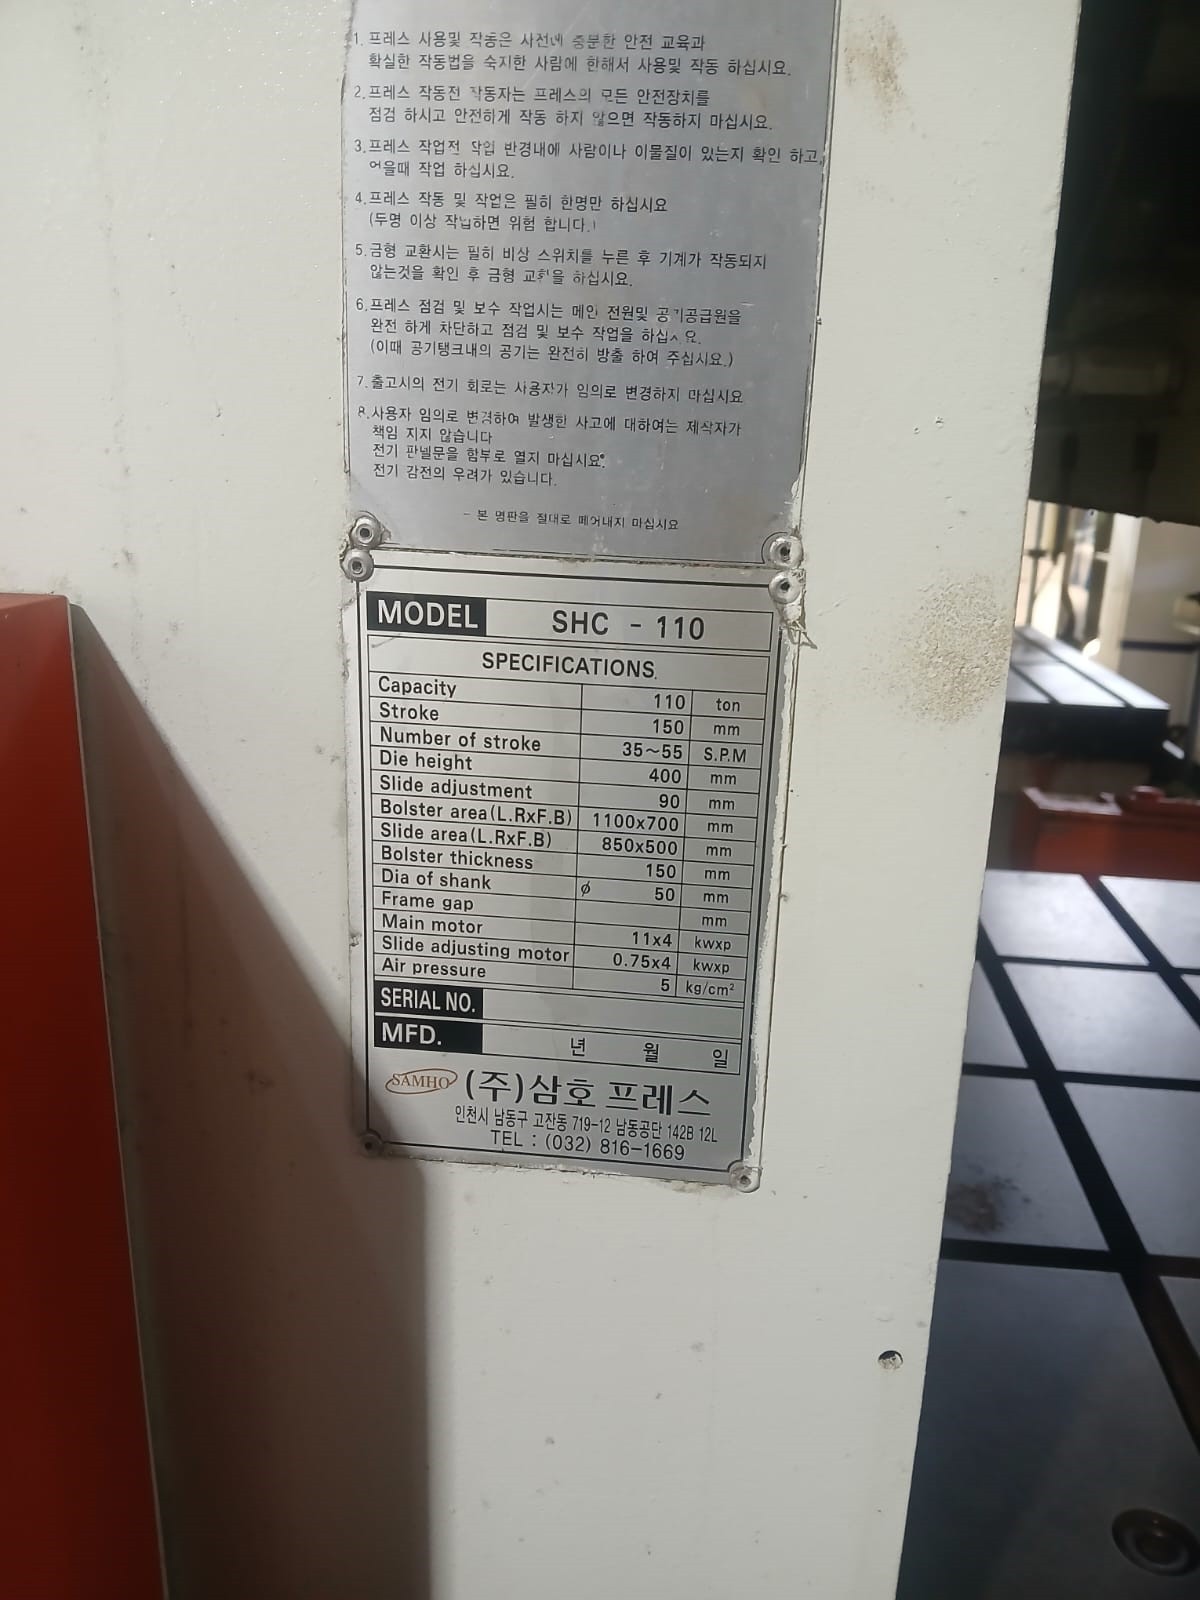 1. 프레스 사용및 작동은 사전에 충분한 안전 교육과
확실한 작동법을 숙지한 사람에 한해서 사용및 작동 하십시요.
2. 프레스 작동전 작동자는 프레스의 모든 안전장치를
점검 하시고 안전하게 작동 하지 않으면 작동하지 마십시요.
3. 프레스 작업전 작업 반경내에 사람이나 이물질이 있는지 확인 하고,
없을때 작업 하십시요.
4. 프레스 작동 및 작업은 필히 한명만 하십시요
(두명 이상 작업하면 위험 합니다.)
5. 금형 교환시는 필히 비상 스위치를 누른 후 기계가 작동되지
않는것을 확인 후 금형 교환을 하십시요.
6. 프레스 점검 및 보수 작업시는 메인 전원및 공기공급원을
완전 하게 차단하고 점검 및 보수 작업을 하십시요.
(이때 공기탱크내의 공기는 완전히 방출 하여 주십시요.)
7. 출고시의 전기 회로는 사용자가 임의로 변경하지 마십시요
8. 사용자 임의로 변경하여 발생한 사고에 대하여는 제작자가
책임 지지 않습니다
전기 판넬문을 함부로 열지 마십시요.
전기 감전의 우려가 있습니다.
- 본 명판을 절대로 떼어내지 마십시요
MODEL SHC - 110
SPECIFICATIONS.
Capacity 110 ton
Stroke 150 mm
Number of stroke 35~55 S.P.M
Die height 400 mm
Slide adjustment 90 mm
Bolster area(L.RxF.B) 1100x700 mm
Slide area(L.RxF.B) 850x500 mm
Bolster thickness 150 mm
Dia of shank ø 50 mm
Frame gap mm
Main motor 11x4 kwxp
Slide adjusting motor 0.75x4 kwxp
Air pressure 5 kg/cm²
SERIAL NO.
MFD. 년 월 일
SAMHO (주)삼호 프레스
인천시 남동구 고잔동 719-12 남동공단 142B 12L
TEL : (032) 816-1669